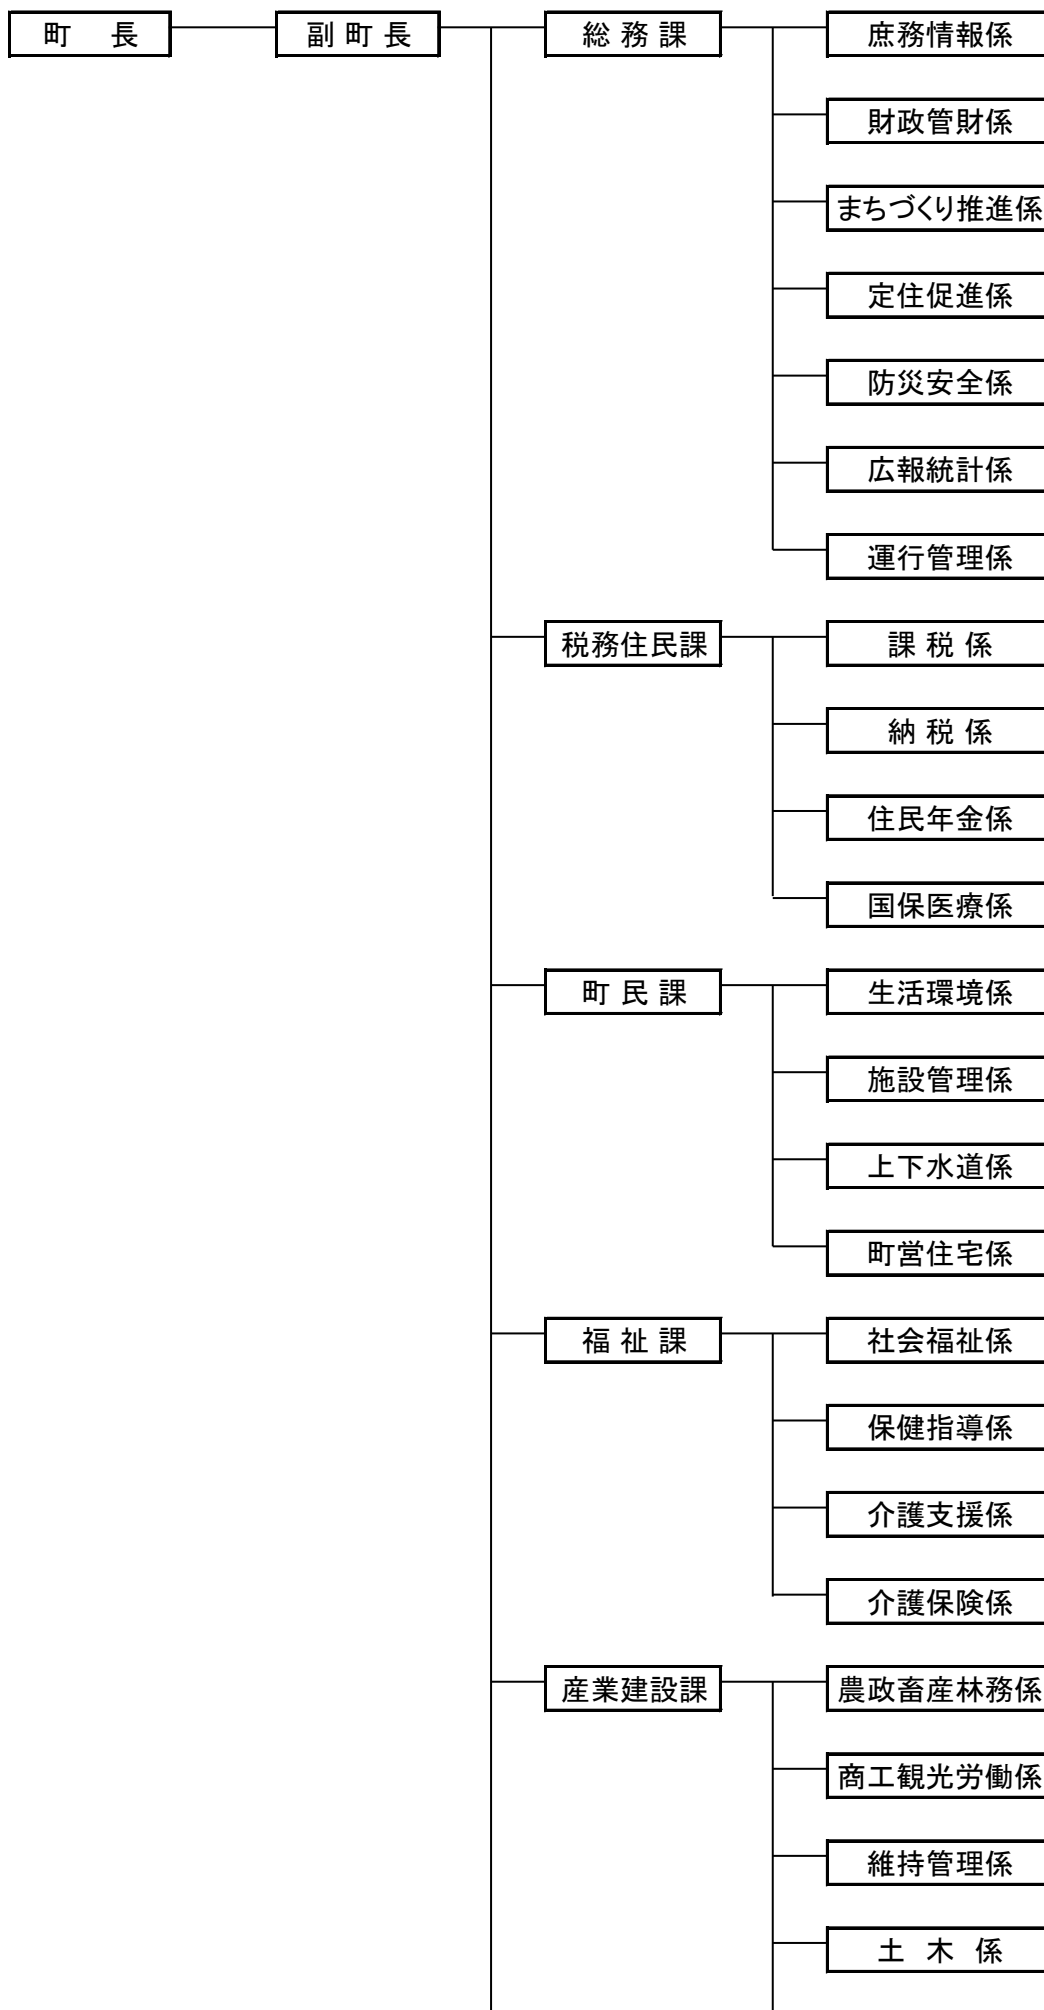 町 長 副 町 長 総 務 課 庶務情報係
財政管財係
まちづくり推進係
定住促進係
防災安全係
広報統計係
運行管理係
税務住民課 課 税 係
納 税 係
住民年金係
国保医療係
町 民 課 生活環境係
施設管理係
上下水道係
町営住宅係
福 祉 課 社会福祉係
保健指導係
介護支援係
介護保険係
産業建設課 農政畜産林務係
商工観光労働係
維持管理係
土 木 係